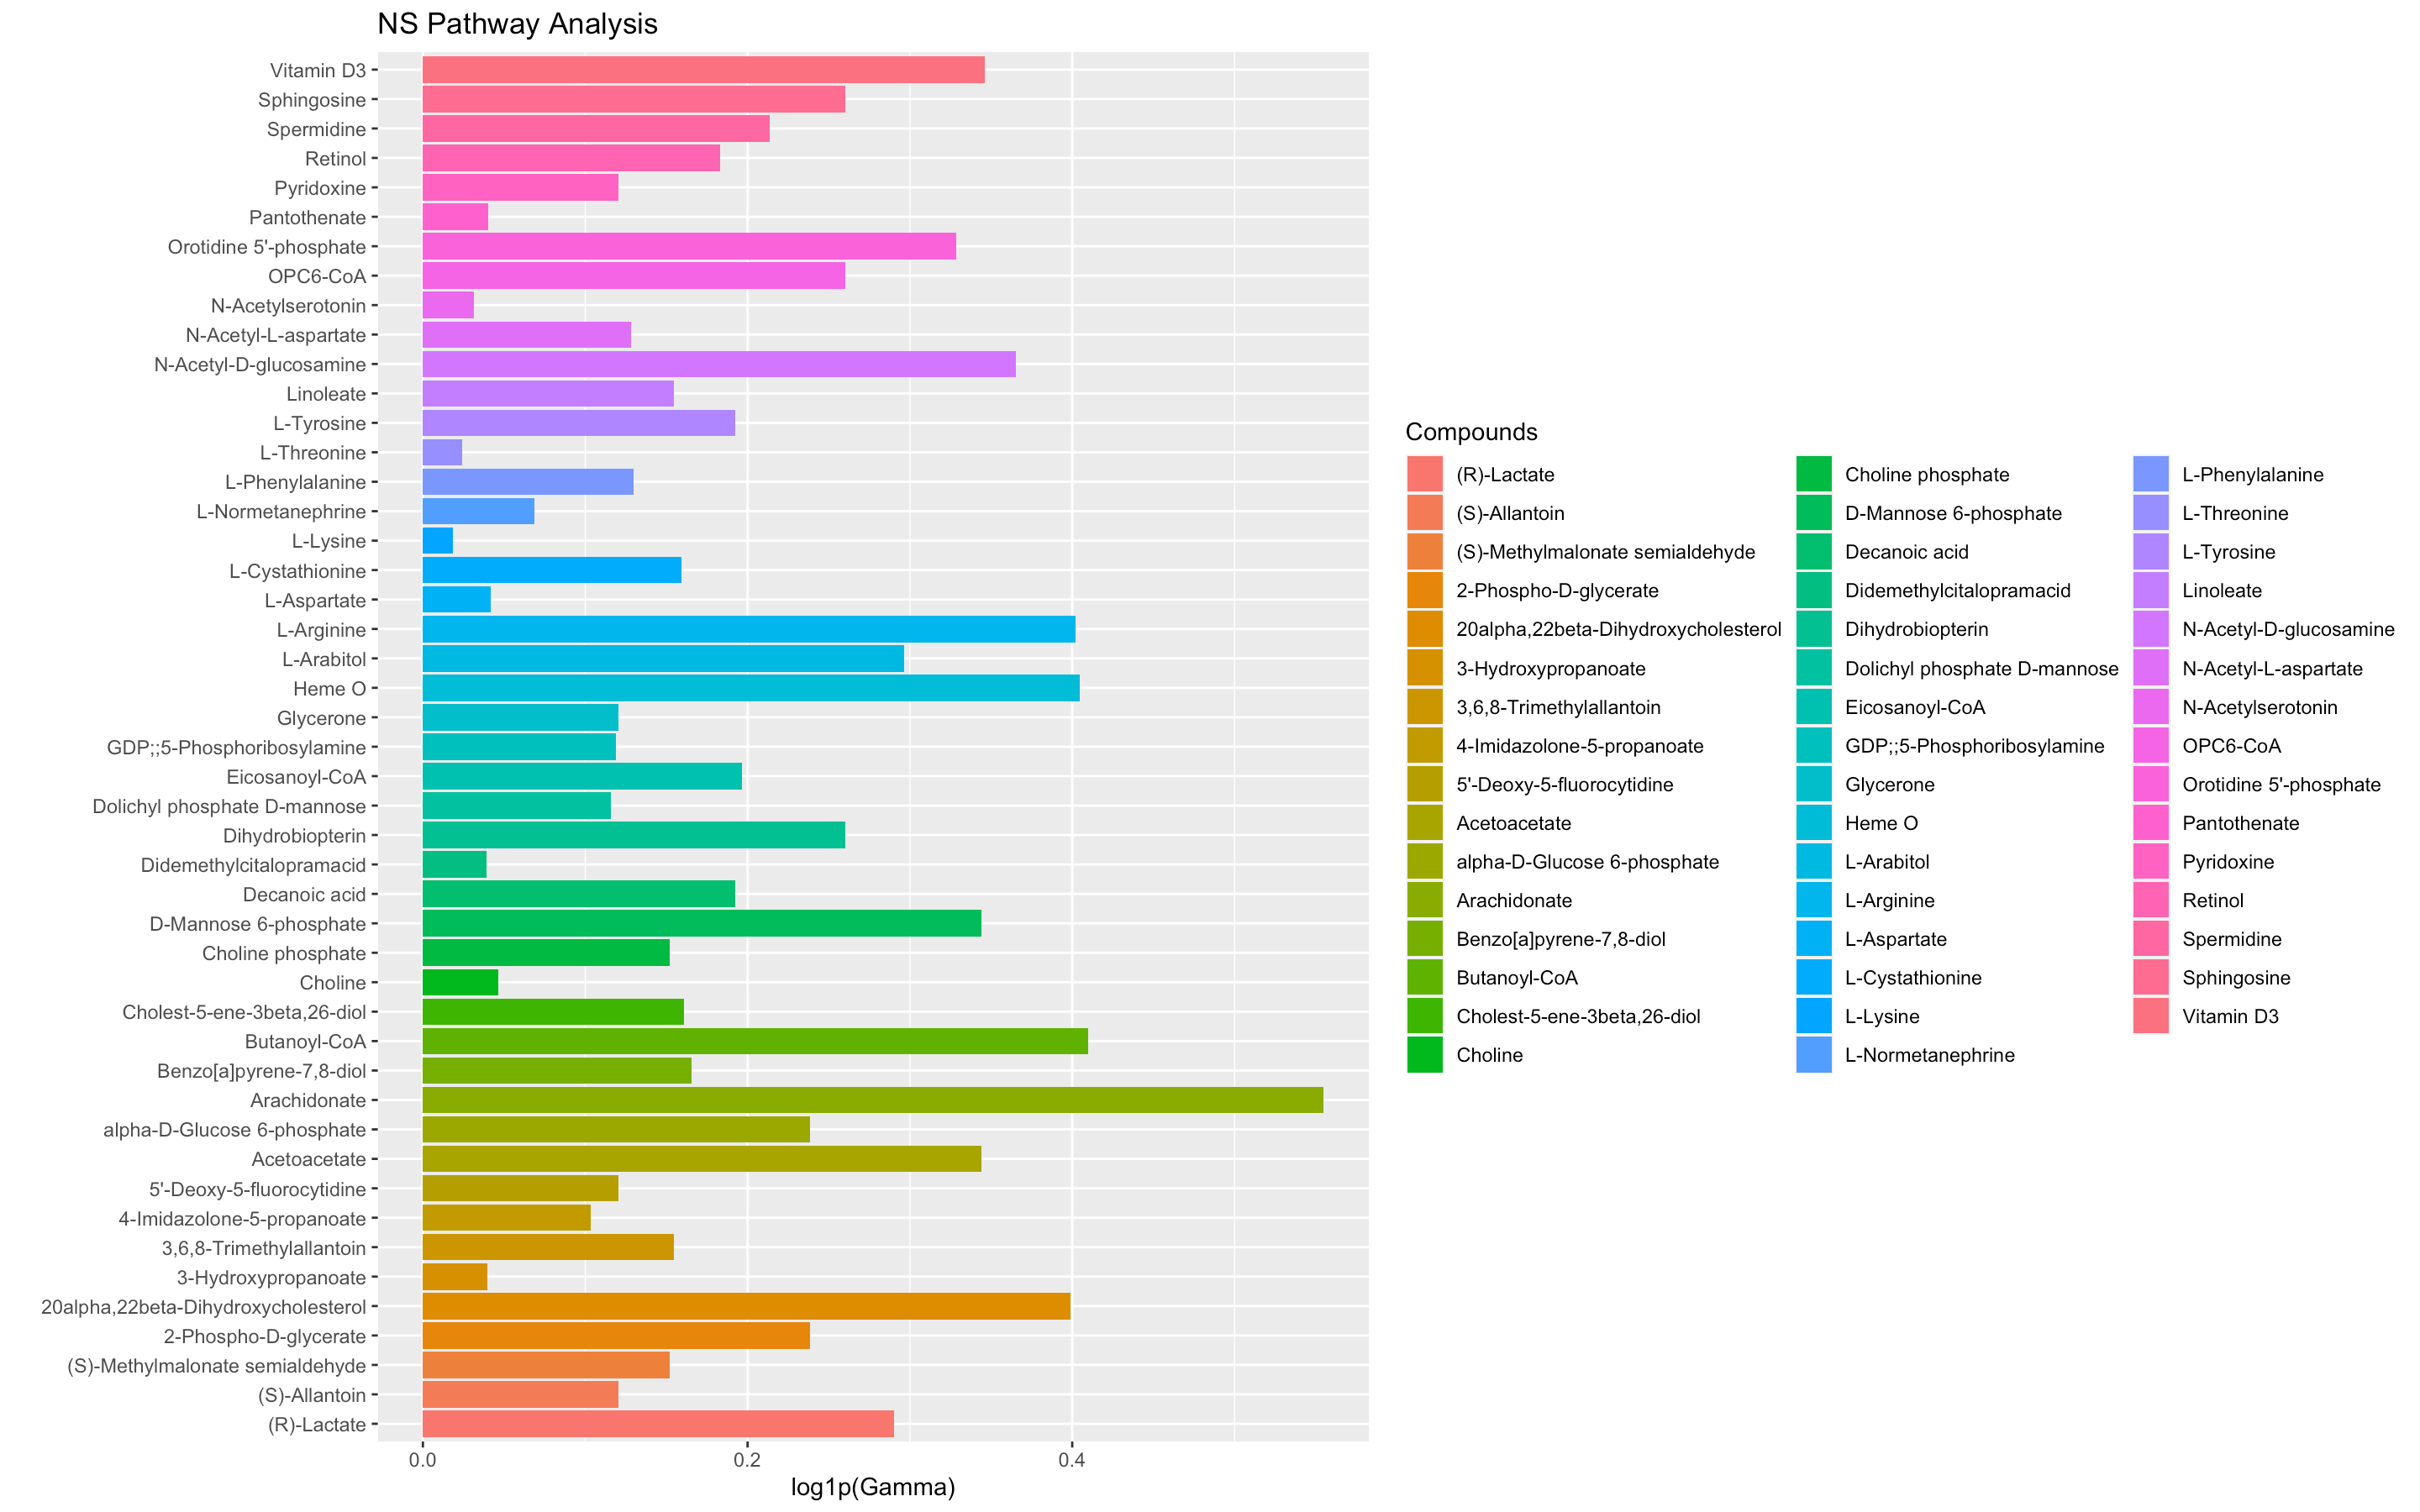 NS Pathway Analysis
Vitamin D3
Sphingosine
Spermidine
Retinol
Pyridoxine
Pantothenate
Orotidine 5'-phosphate
OPC6-CoA
N-Acetylserotonin
N-Acetyl-L-aspartate
N-Acetyl-D-glucosamine
Linoleate
L-Tyrosine
L-Threonine
L-Phenylalanine
L-Normetanephrine
L-Lysine
L-Cystathionine
L-Aspartate
L-Arginine
L-Arabitol
Heme O
Glycerone
GDP;;5-Phosphoribosylamine
Eicosanoyl-CoA
Dolichyl phosphate D-mannose
Dihydrobiopterin
Didemethylcitalopramacid
Decanoic acid
D-Mannose 6-phosphate
Choline phosphate
Choline
Cholest-5-ene-3beta,26-diol
Butanoyl-CoA
Benzo[a]pyrene-7,8-diol
Arachidonate
alpha-D-Glucose 6-phosphate
Acetoacetate
5'-Deoxy-5-fluorocytidine
4-Imidazolone-5-propanoate
3,6,8-Trimethylallantoin
3-Hydroxypropanoate
20alpha,22beta-Dihydroxycholesterol
2-Phospho-D-glycerate
(S)-Methylmalonate semialdehyde
(S)-Allantoin
(R)-Lactate
0.0 0.2 0.4
log1p(Gamma)
Compounds
(R)-Lactate
(S)-Allantoin
(S)-Methylmalonate semialdehyde
2-Phospho-D-glycerate
20alpha,22beta-Dihydroxycholesterol
3-Hydroxypropanoate
3,6,8-Trimethylallantoin
4-Imidazolone-5-propanoate
5'-Deoxy-5-fluorocytidine
Acetoacetate
alpha-D-Glucose 6-phosphate
Arachidonate
Benzo[a]pyrene-7,8-diol
Butanoyl-CoA
Cholest-5-ene-3beta,26-diol
Choline
Choline phosphate
D-Mannose 6-phosphate
Decanoic acid
Didemethylcitalopramacid
Dihydrobiopterin
Dolichyl phosphate D-mannose
Eicosanoyl-CoA
GDP;;5-Phosphoribosylamine
Glycerone
Heme O
L-Arabitol
L-Arginine
L-Aspartate
L-Cystathionine
L-Lysine
L-Normetanephrine
L-Phenylalanine
L-Threonine
L-Tyrosine
Linoleate
N-Acetyl-D-glucosamine
N-Acetyl-L-aspartate
N-Acetylserotonin
OPC6-CoA
Orotidine 5'-phosphate
Pantothenate
Pyridoxine
Retinol
Spermidine
Sphingosine
Vitamin D3